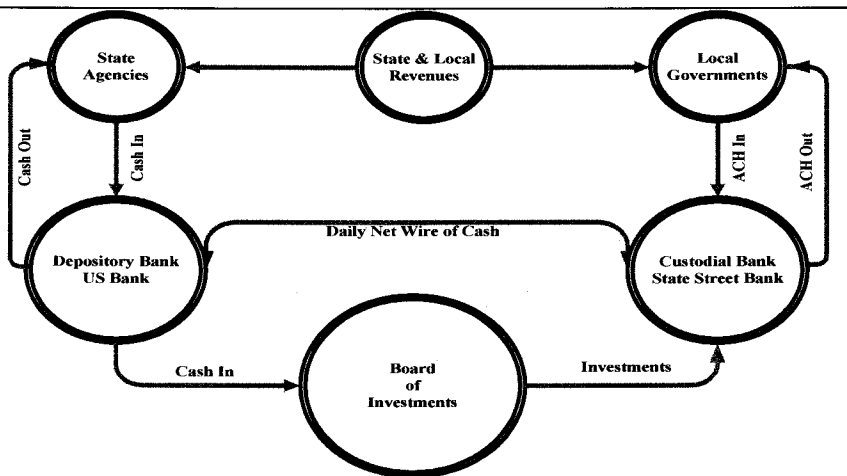 State
Agencies
State & Local
Revenues
Local
Governments
Cash Out
Cash In
ACH In
ACH Out
Daily Net Wire of Cash
Depository Bank
US Bank
Custodial Bank
State Street Bank
Cash In
Board
of
Investments
Investments